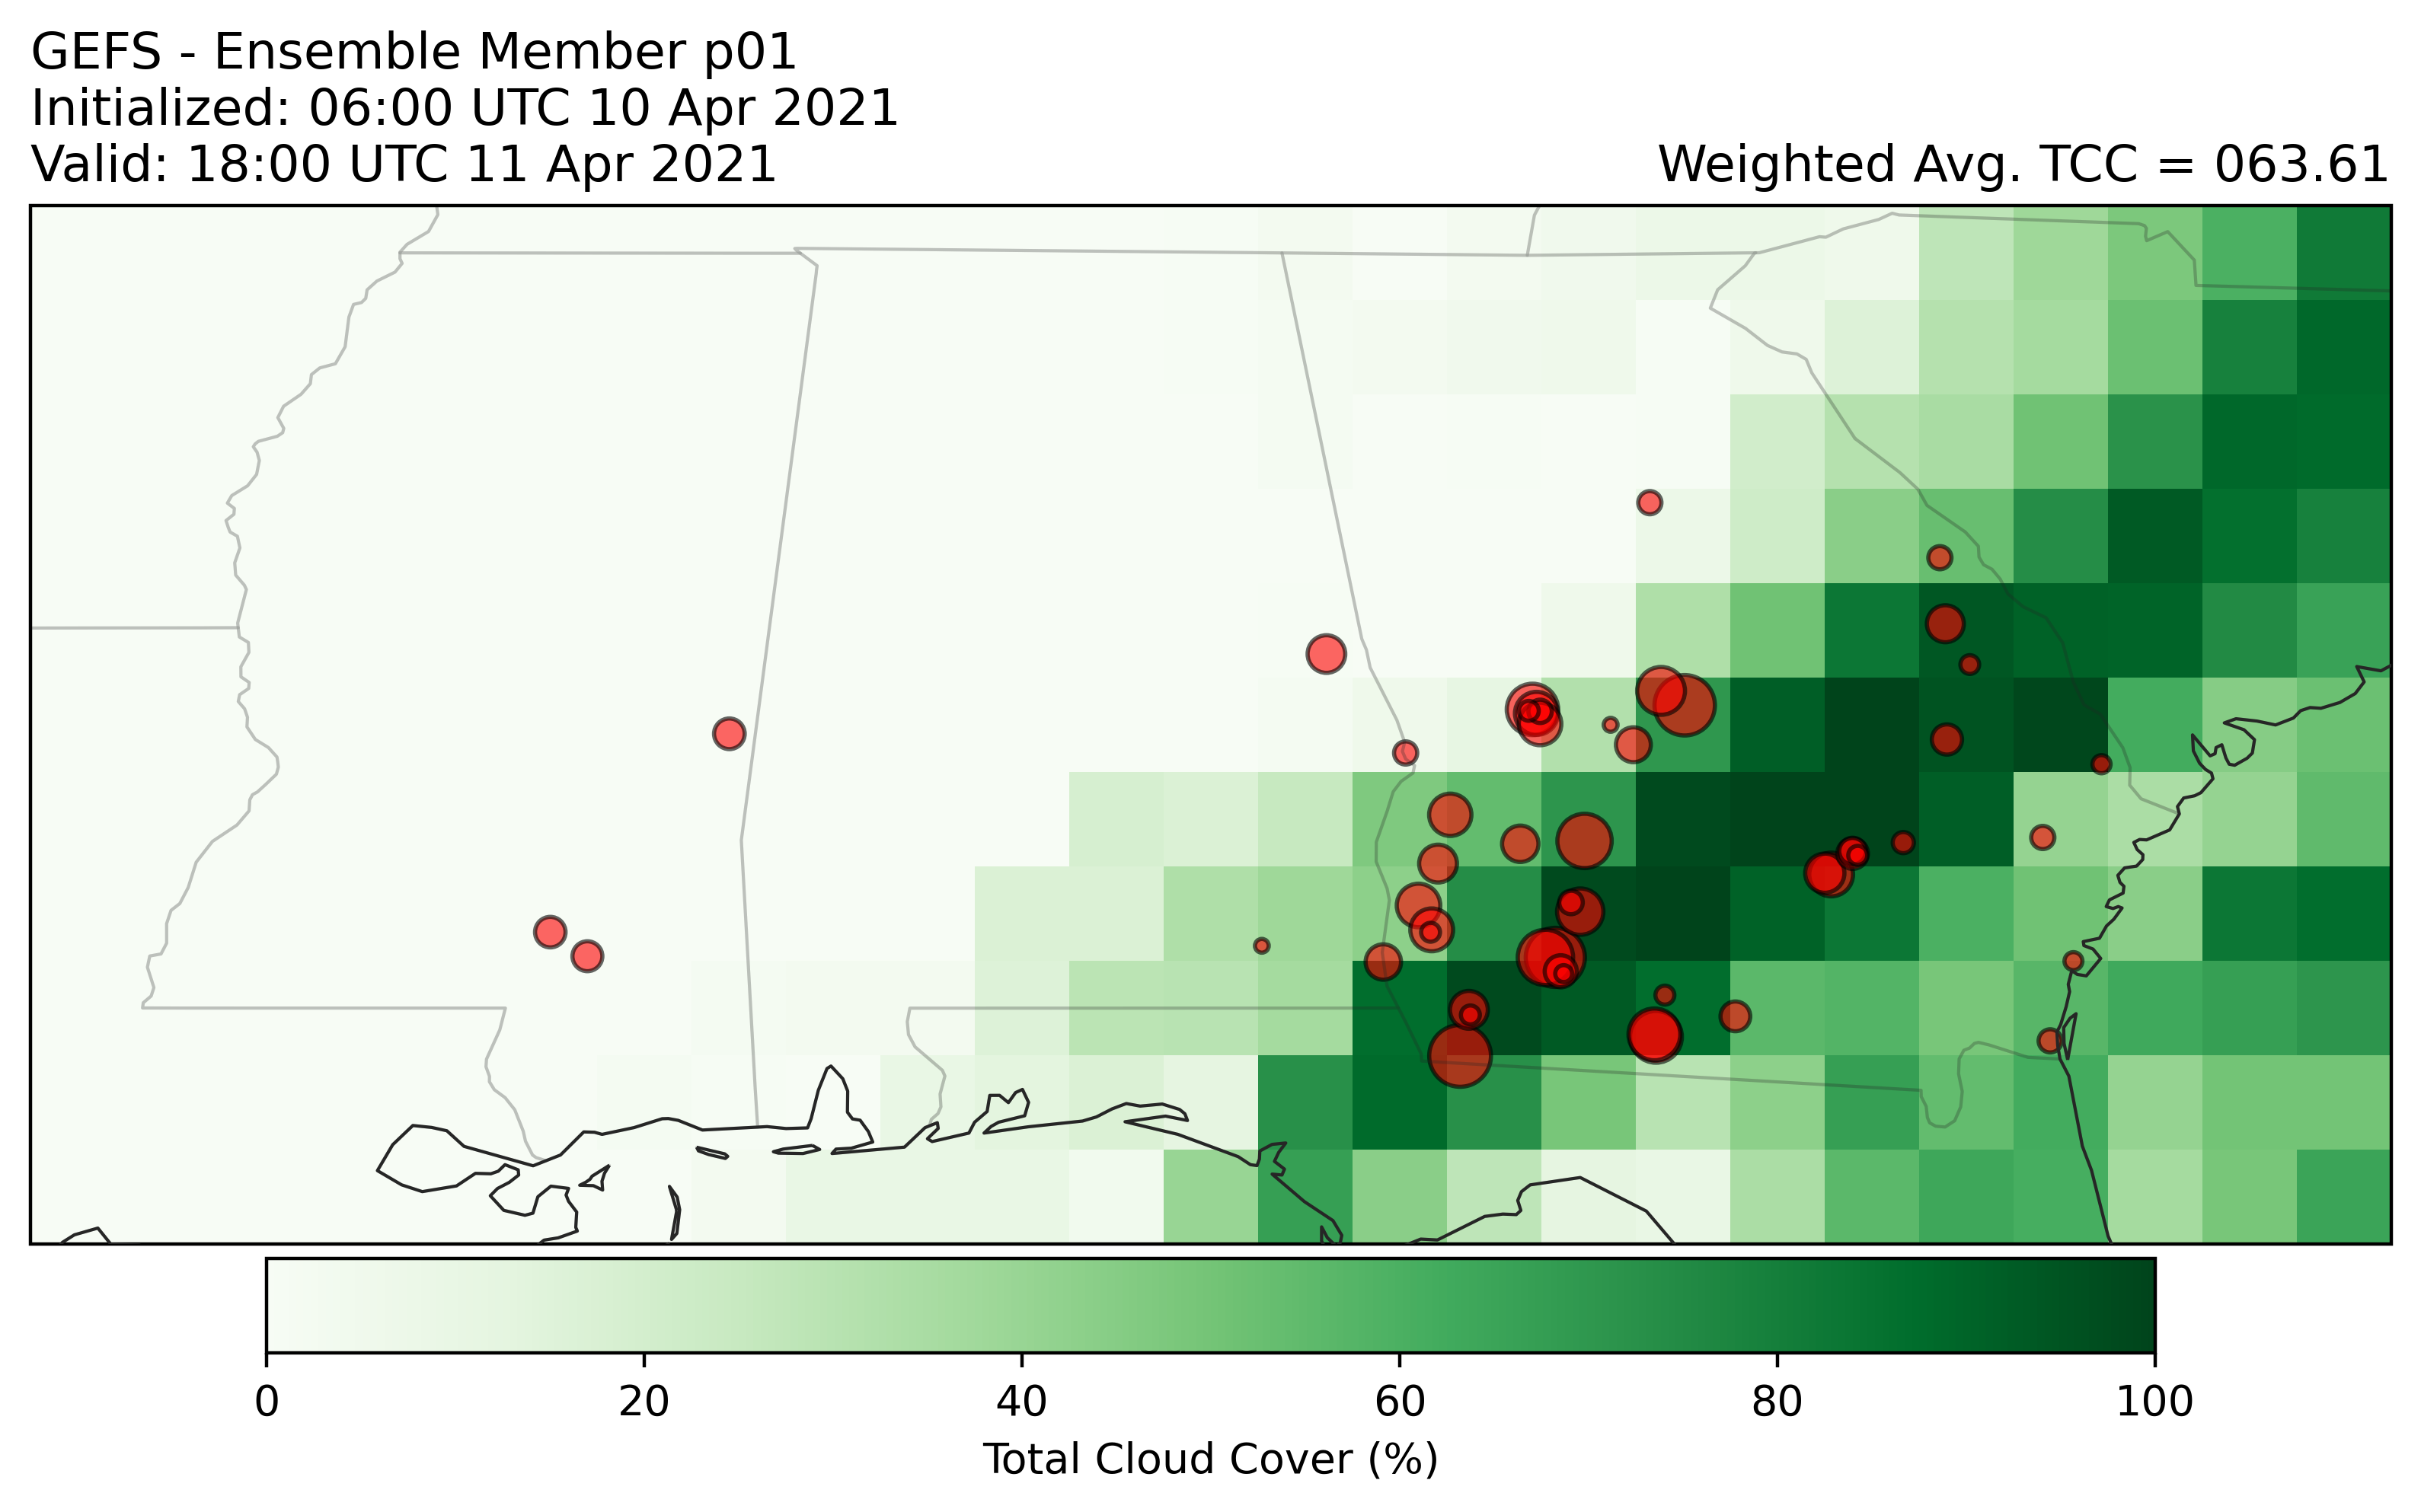 GEFS - Ensemble Member p01
Initialized: 06:00 UTC 10 Apr 2021
Valid: 18:00 UTC 11 Apr 2021
Weighted Avg. TCC = 063.61
0 20 40 60 80 100
Total Cloud Cover (%)